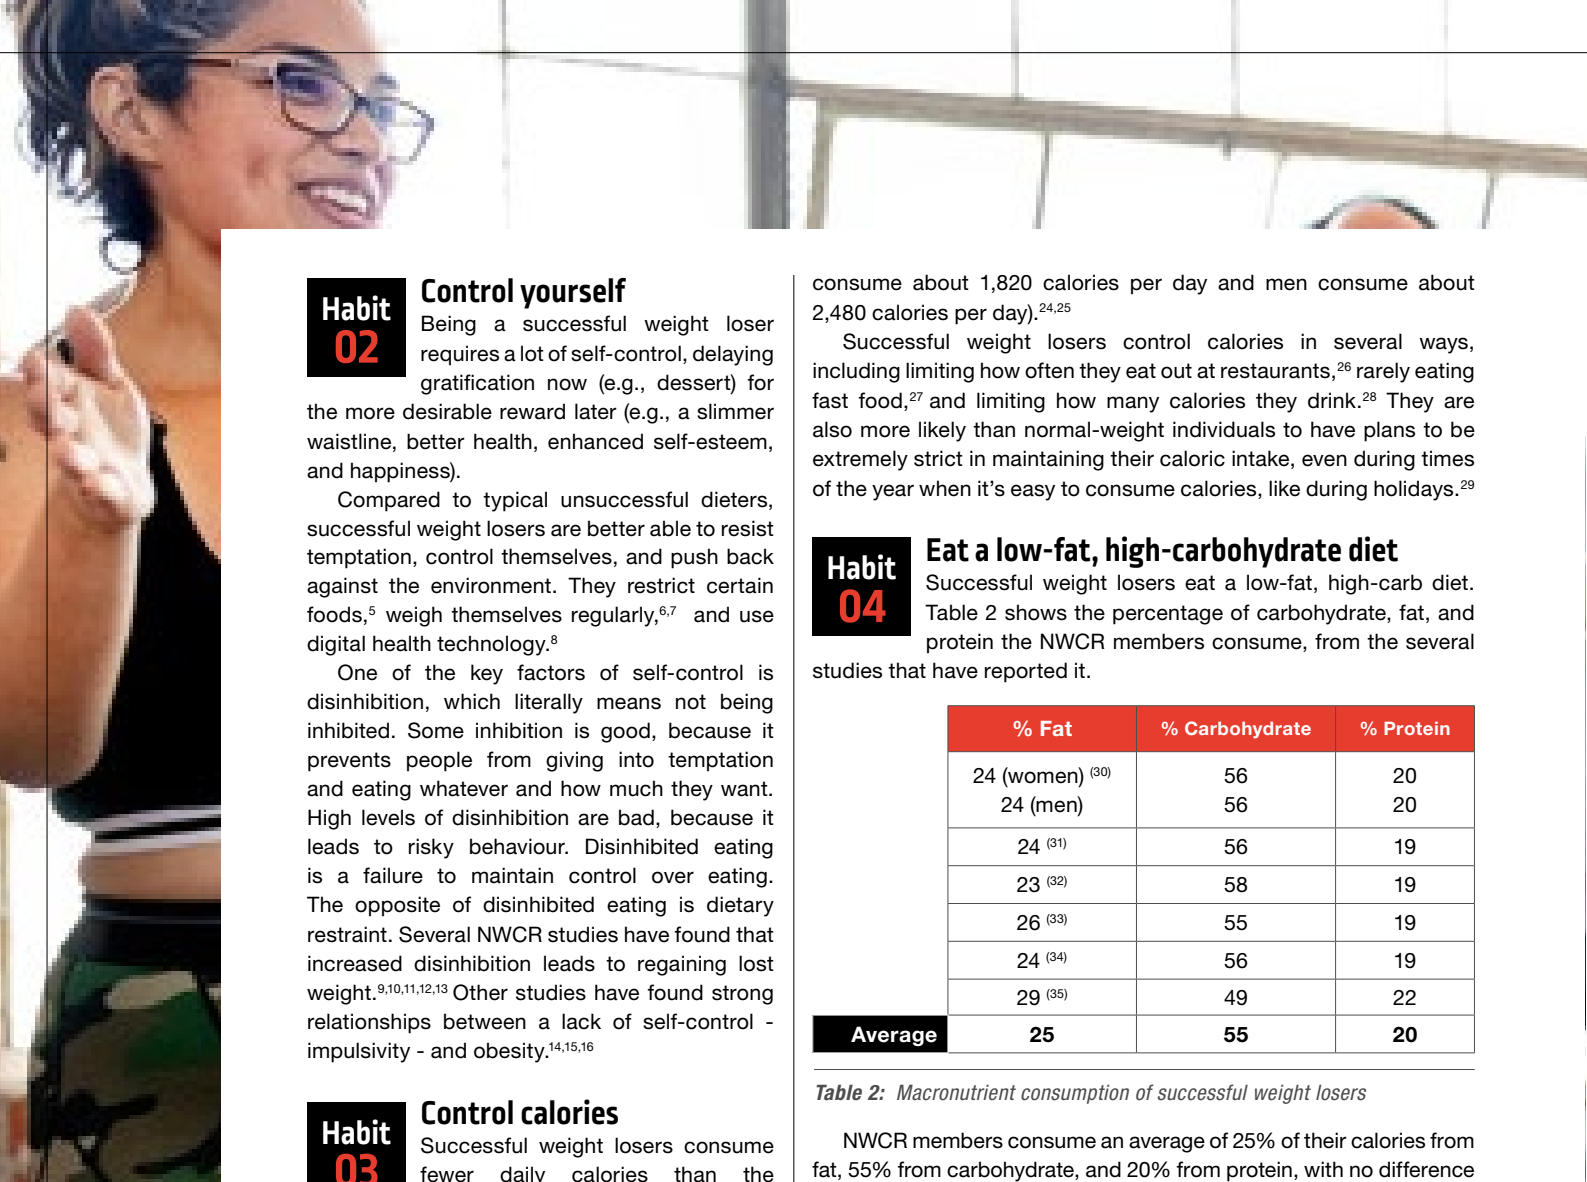 Habit
02
Control yourself
Being a successful weight loser
requires a lot of self-control, delaying
gratification now (e.g., dessert) for
the more desirable reward later (e.g., a slimmer
waistline, better health, enhanced self-esteem,
and happiness).
Compared to typical unsuccessful dieters,
successful weight losers are better able to resist
temptation, control themselves, and push back
against the environment. They restrict certain
foods,5 weigh themselves regularly,6,7 and use
digital health technology.8
One of the key factors of self-control is
disinhibition, which literally means not being
inhibited. Some inhibition is good, because it
prevents people from giving into temptation
and eating whatever and how much they want.
High levels of disinhibition are bad, because it
leads to risky behaviour. Disinhibited eating
is a failure to maintain control over eating.
The opposite of disinhibited eating is dietary
restraint. Several NWCR studies have found that
increased disinhibition leads to regaining lost
weight.9,10,11,12,13 Other studies have found strong
relationships between a lack of self-control -
impulsivity - and obesity.14,15,16
Habit
03
Control calories
Successful weight losers consume
fewer daily calories than the
consume about 1,820 calories per day and men consume about
2,480 calories per day).24,25
Successful weight losers control calories in several ways,
including limiting how often they eat out at restaurants,26 rarely eating
fast food,27 and limiting how many calories they drink.28 They are
also more likely than normal-weight individuals to have plans to be
extremely strict in maintaining their caloric intake, even during times
of the year when it's easy to consume calories, like during holidays.29
Habit
04
Eat a low-fat, high-carbohydrate diet
Successful weight losers eat a low-fat, high-carb diet.
Table 2 shows the percentage of carbohydrate, fat, and
protein the NWCR members consume, from the several
studies that have reported it.
% Fat % Carbohydrate % Protein
24 (women) (30) 56 20
24 (men) 56 20
24 (31) 56 19
23 (32) 58 19
26 (33) 55 19
24 (34) 56 19
29 (35) 49 22
Average 25 55 20
Table 2: Macronutrient consumption of successful weight losers
NWCR members consume an average of 25% of their calories from
fat, 55% from carbohydrate, and 20% from protein, with no difference